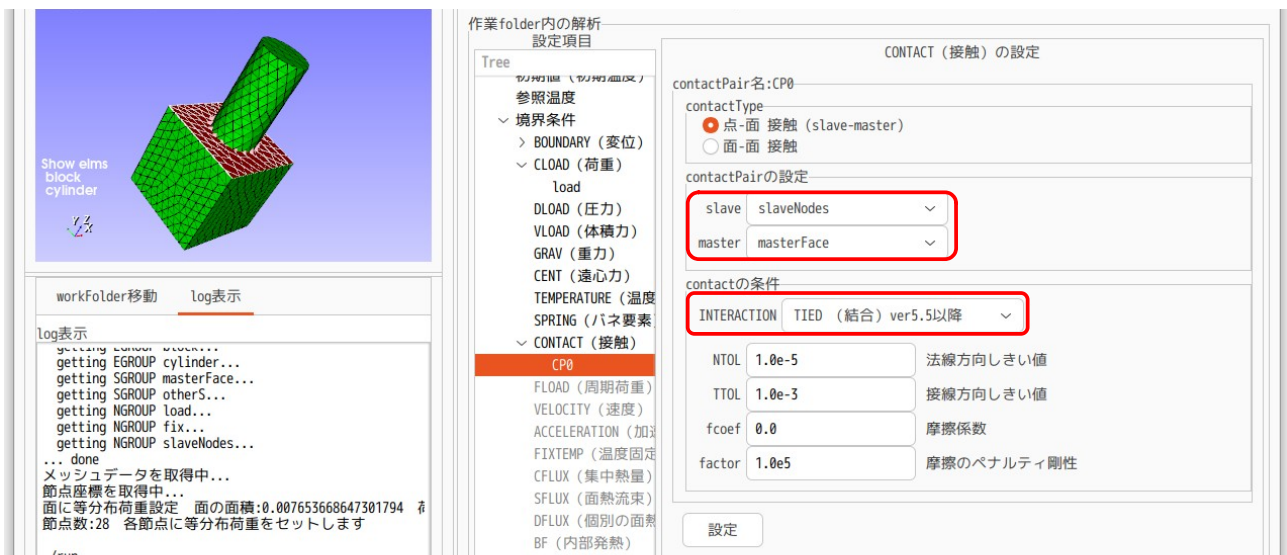 Show elms
block
cylinder
workFolder移動
log表示
log表示
getting EGROUP block...
getting EGROUP cylinder...
getting SGROUP masterFace...
getting SGROUP otherS...
getting NGROUP load...
getting NGROUP fix...
getting NGROUP slaveNodes...
... done
メッシュデータを取得中...
節点座標を取得中...
面に等分布荷重設定 面の面積:0.007653668647301794
節点数:28 各節点に等分布荷重をセットします
作業folder内の解析
設定項目
Tree
初期値 (初期温度)
参照温度
境界条件
BOUNDARY (変位)
CLOAD (荷重)
load
DLOAD (圧力)
VLOAD (体積力)
GRAV (重力)
CENT (遠心力)
TEMPERATURE (温度
SPRING (バネ要素
CONTACT (接触)
CP0
FLOAD (周期荷重)
VELOCITY (速度)
ACCELERATION (加速
FIXTEMP (温度固定
CFLUX (集中熱量)
SFLUX (面熱流束)
DFLUX (個別の面熱
BF (内部発熱)
CONTACT (接触) の設定
contactPair名:CP0
contactType
点-面 接触 (slave-master)
面-面 接触
contactPairの設定
slave slaveNodes
master masterFace
contactの条件
INTERACTION TIED (結合) ver5.5以降
NTOL 1.0e-5 法線方向しきい値
TTOL 1.0e-3 接線方向しきい値
fcoef 0.0 摩擦係数
factor 1.0e5 摩擦のペナルティ剛性
設定